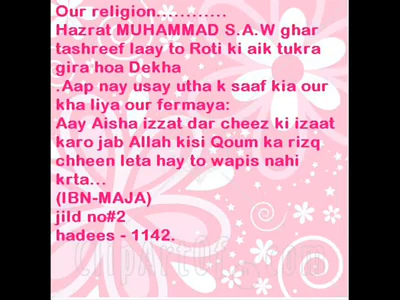 Our religion............
Hazrat MUHAMMAD S.A.W ghar
tashreef laay to Roti ki aik tukra
gira hoa Dekha
.Aap nay usay utha k saaf kia our
kha liya our fermaya:
Aay Aisha izzat dar cheez ki izaat
karo jab Allah kisi Qoum ka rizq
chheen leta hay to wapis nahi
krta...
(IBN-MAJA)
jild no#2
hadees - 1142.